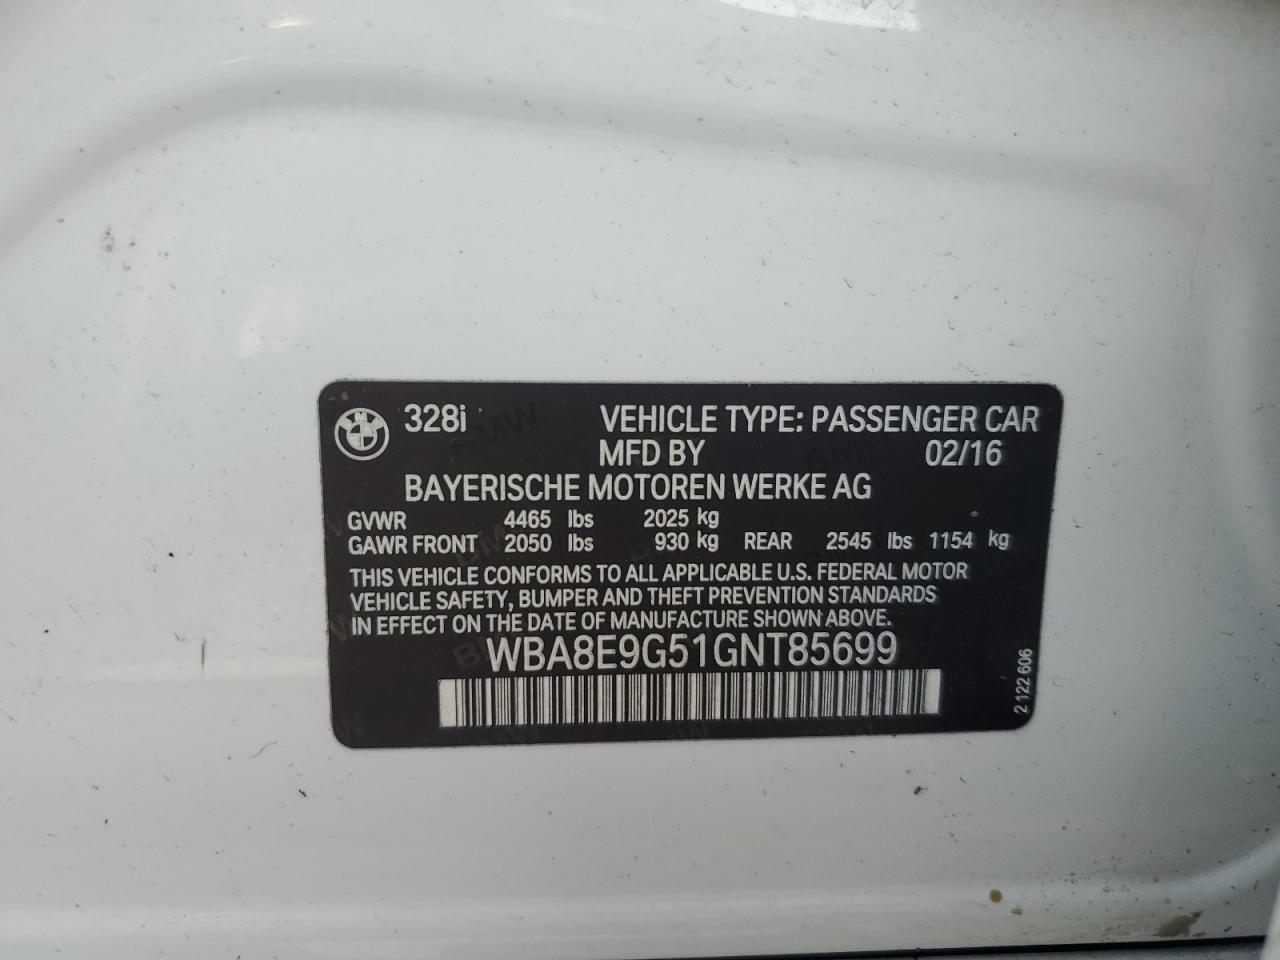 328i VEHICLE TYPE: PASSENGER CAR
MFD BY 02/16
BAYERISCHE MOTOREN WERKE AG
GVWR 4465 lbs 2025 kg
GAWR FRONT 2050 lbs 930 kg REAR 2545 lbs 1154 kg
THIS VEHICLE CONFORMS TO ALL APPLICABLE U.S. FEDERAL MOTOR
VEHICLE SAFETY, BUMPER AND THEFT PREVENTION STANDARDS
IN EFFECT ON THE DATE OF MANUFACTURE SHOWN ABOVE.
WBA8E9G51GNT85699
2 122 606